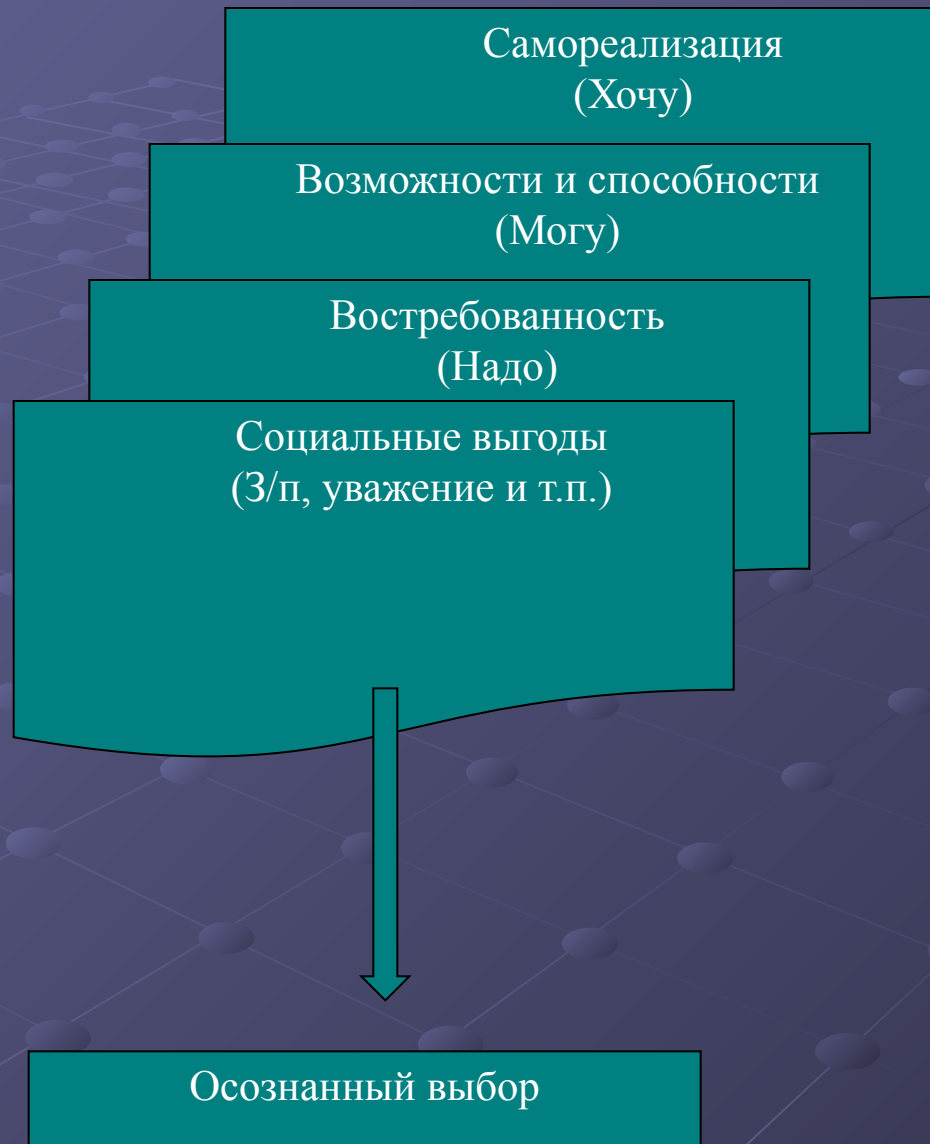 Самореализация
(Хочу)
Возможности и способности
(Могу)
Востребованность
(Надо)
Социальные выгоды
(З/п, уважение и т.п.)
Осознанный выбор